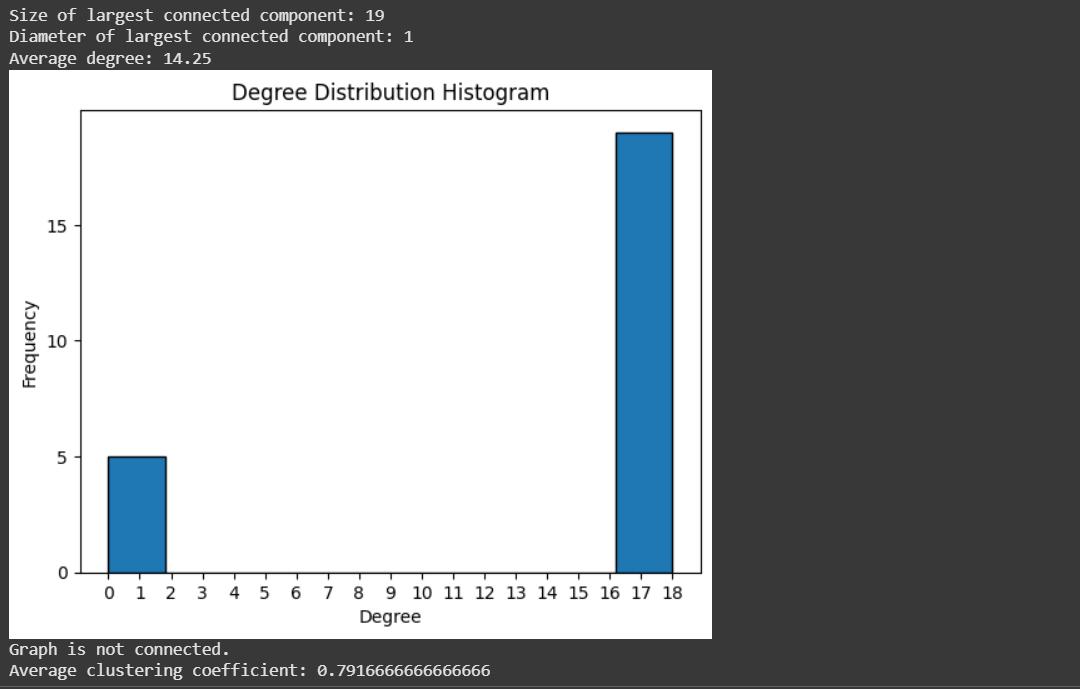 Size of largest connected component: 19
Diameter of largest connected component: 1
Average degree: 14.25
Degree Distribution Histogram
15
10
5
0
Frequency
0 1 2 3 4 5 6 7 8 9 10 11 12 13 14 15 16 17 18
Degree
Graph is not connected.
Average clustering coefficient: 0.7916666666666666